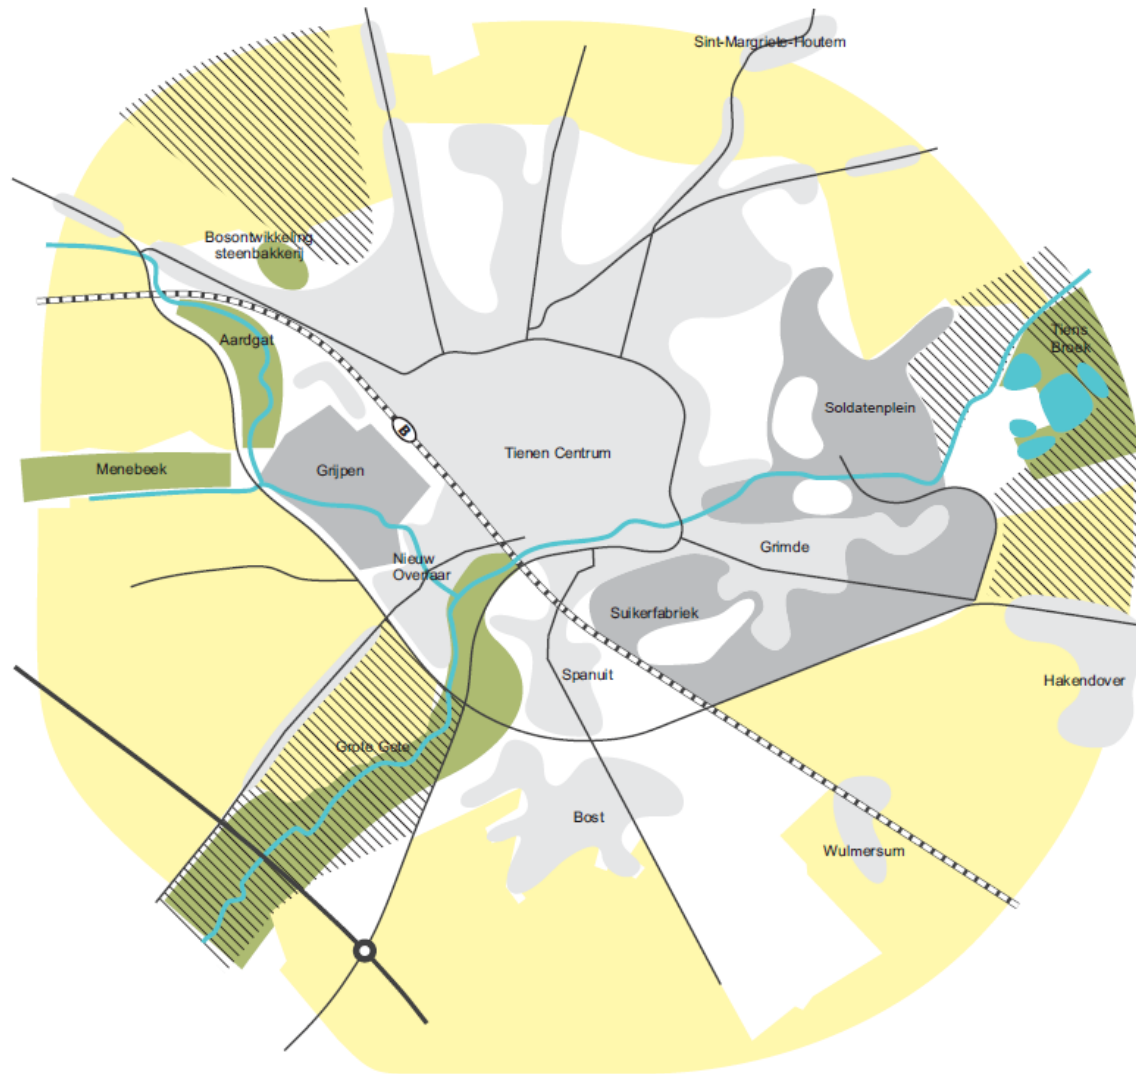 Sint-Margriete-Houtem
Bosontwikkeling
steenbakkerij
Aardgat
Tiens
Broek
Soldatenplein
B
Tienen Centrum
Menebeek
Grijpen
Grimde
Nieuw
Overlaar
Suikerfabriek
Spanuit
Hakendover
Grote Gete
Bost
Wulmersum